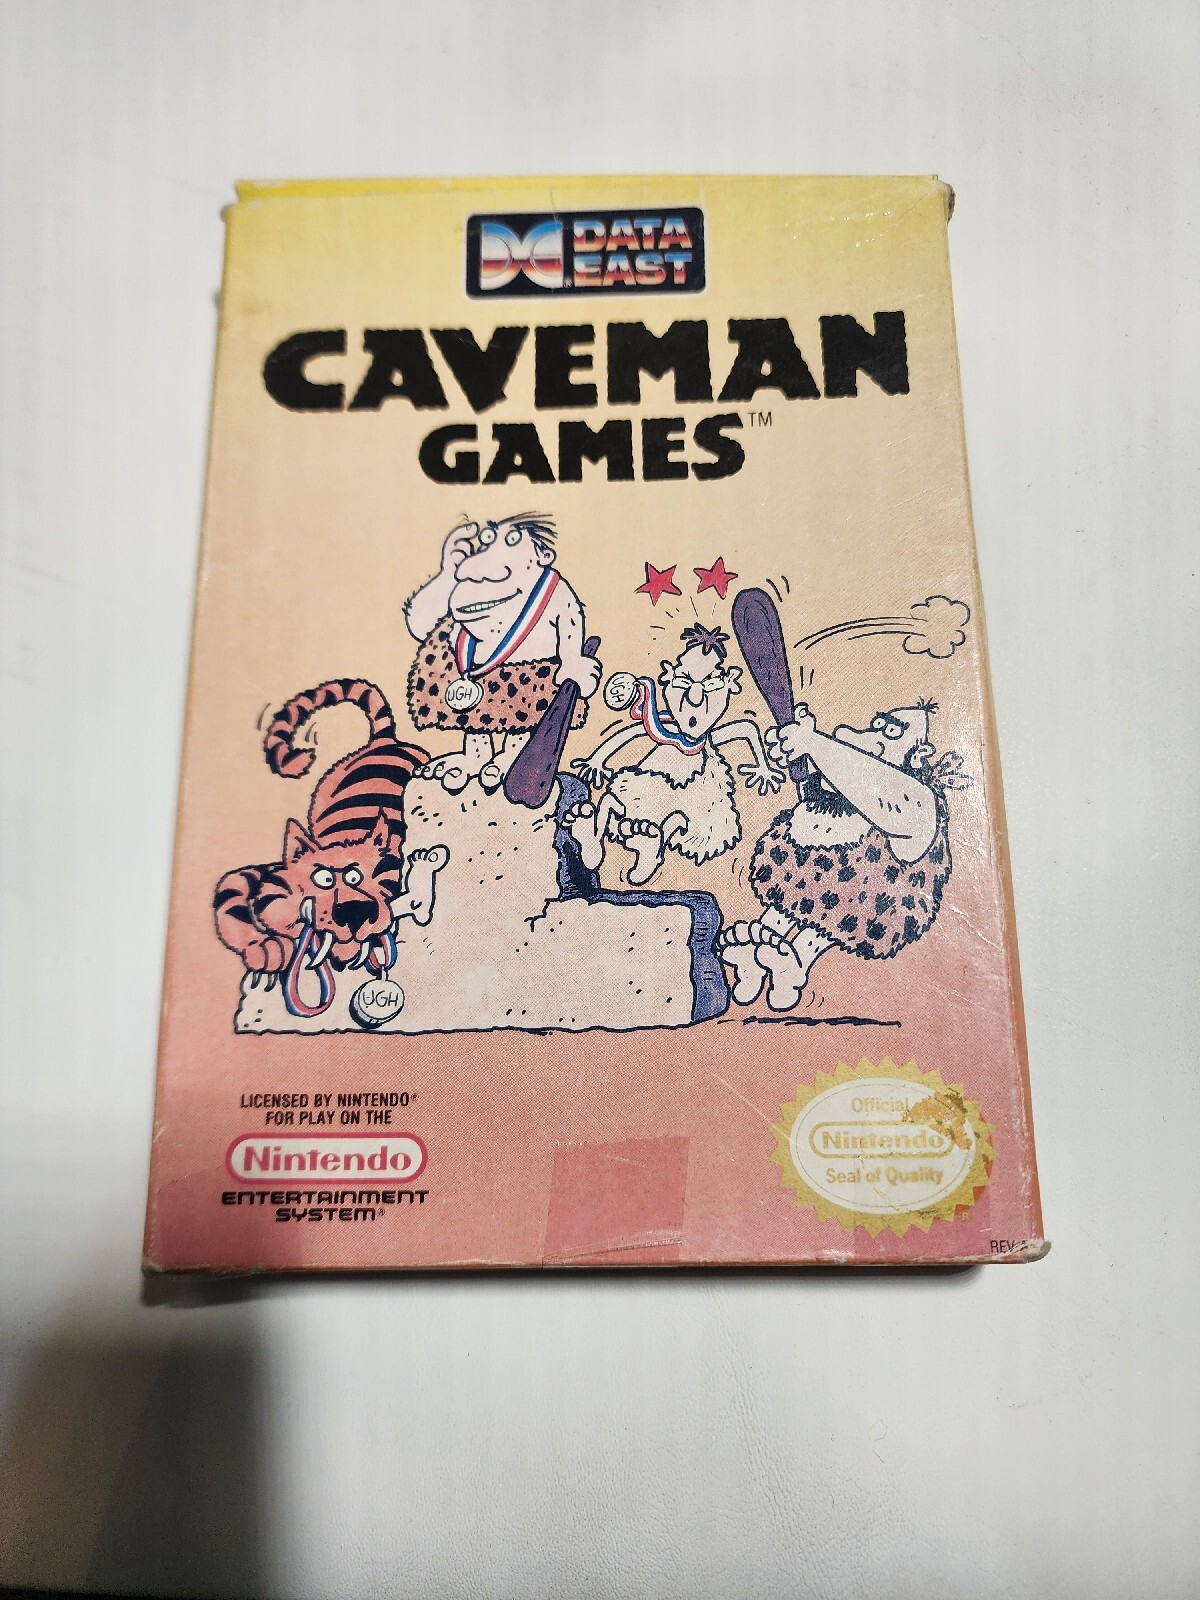 DATA
EAST
CAVEMAN
GAMES™
UGH
UGH
UGH
LICENSED BY NINTENDO®
FOR PLAY ON THE
Nintendo
ENTERTAINMENT
SYSTEM®
Official
Nintendo
Seal of Quality
REV-A